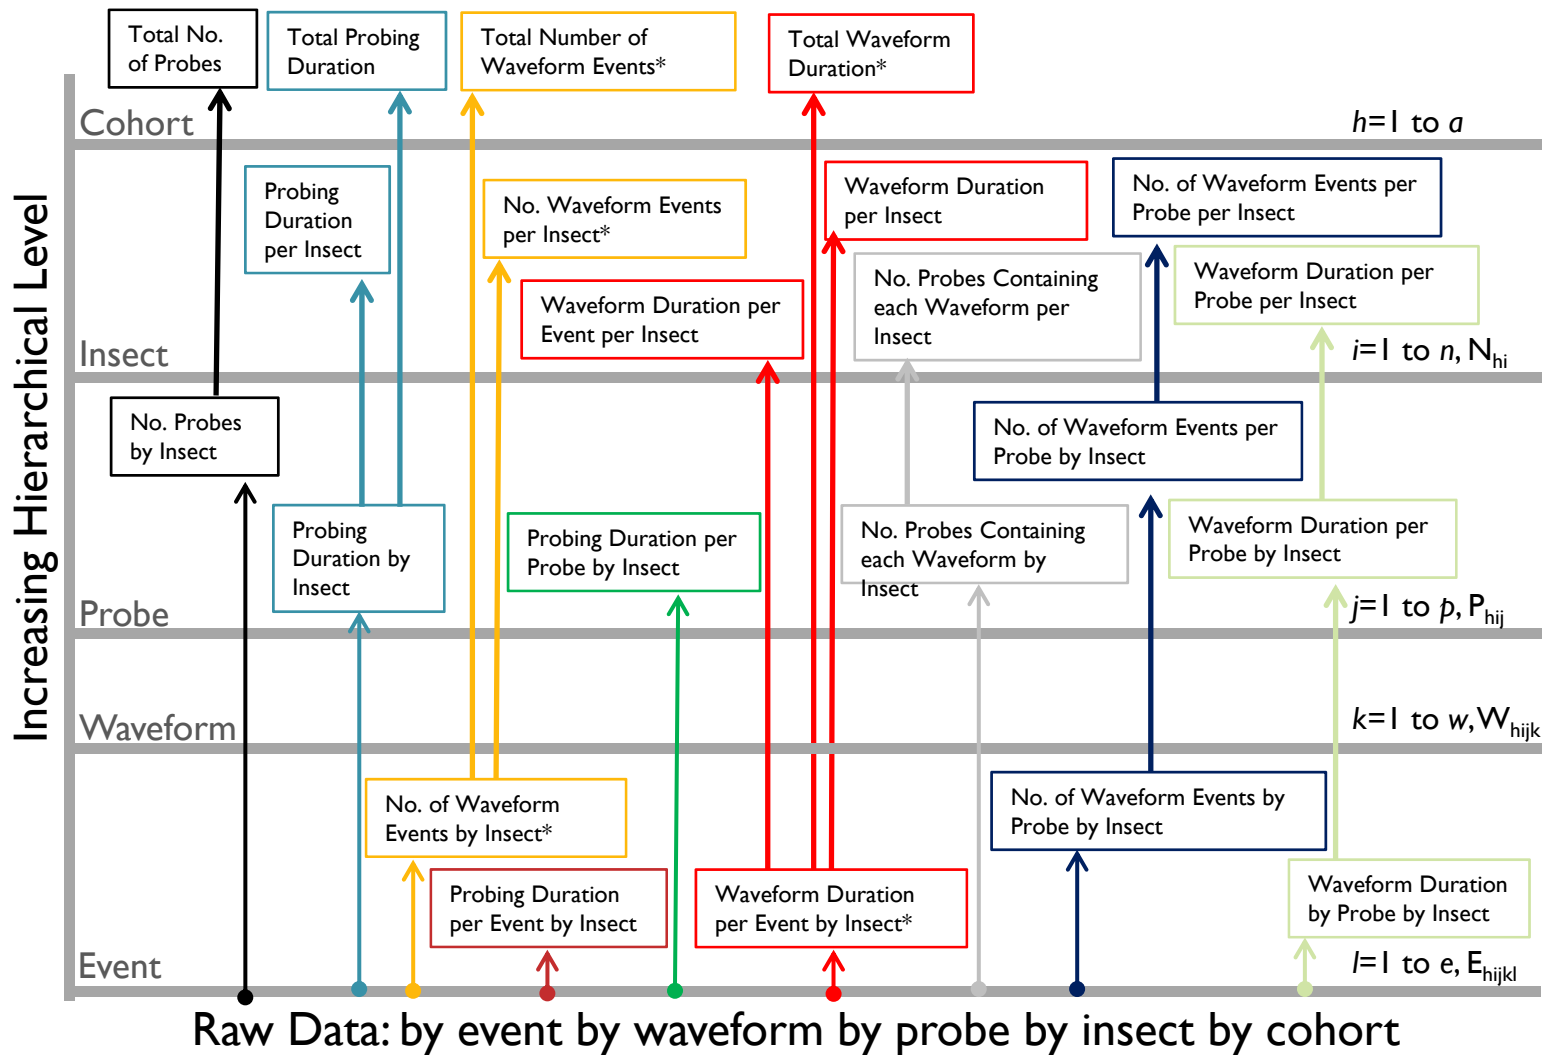 Total No.
of Probes
Total Probing
Duration
Total Number of
Waveform Events*
Total Waveform
Duration*
Cohort
h=1 to a
Probing
Duration
per Insect
No. Waveform Events
per Insect*
Waveform Duration
per Insect
No. of Waveform Events per
Probe per Insect
Waveform Duration per
Event per Insect
No. Probes Containing
each Waveform per
Insect
Waveform Duration per
Probe per Insect
Insect
i=1 to n, Nhi
No. Probes
by Insect
No. of Waveform Events per
Probe by Insect
Probing
Duration by
Insect
Probing Duration per
Probe by Insect
No. Probes Containing
each Waveform by
Insect
Waveform Duration per
Probe by Insect
Probe
j=1 to p, Phij
Waveform
k=1 to w, Whijk
No. of Waveform
Events by Insect*
No. of Waveform Events by
Probe by Insect
Probing Duration
per Event by Insect
Waveform Duration
per Event by Insect*
Waveform Duration
by Probe by Insect
Event
l=1 to e, Ehijkl
Increasing Hierarchical Level
Raw Data: by event by waveform by probe by insect by cohort